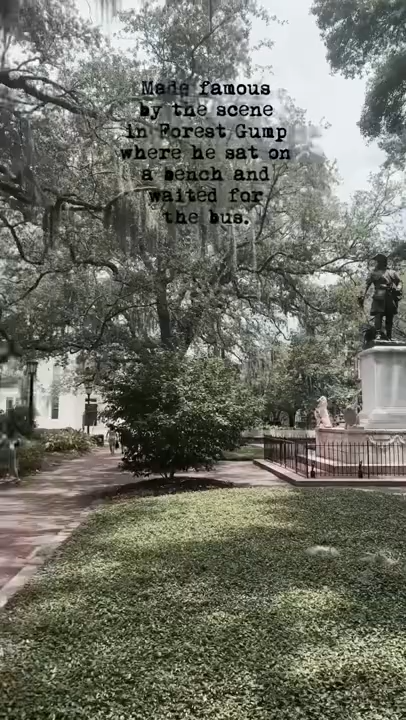 Made famous
by the scene
in Forest Gump
where he sat on
a bench and
waited for
the bus.